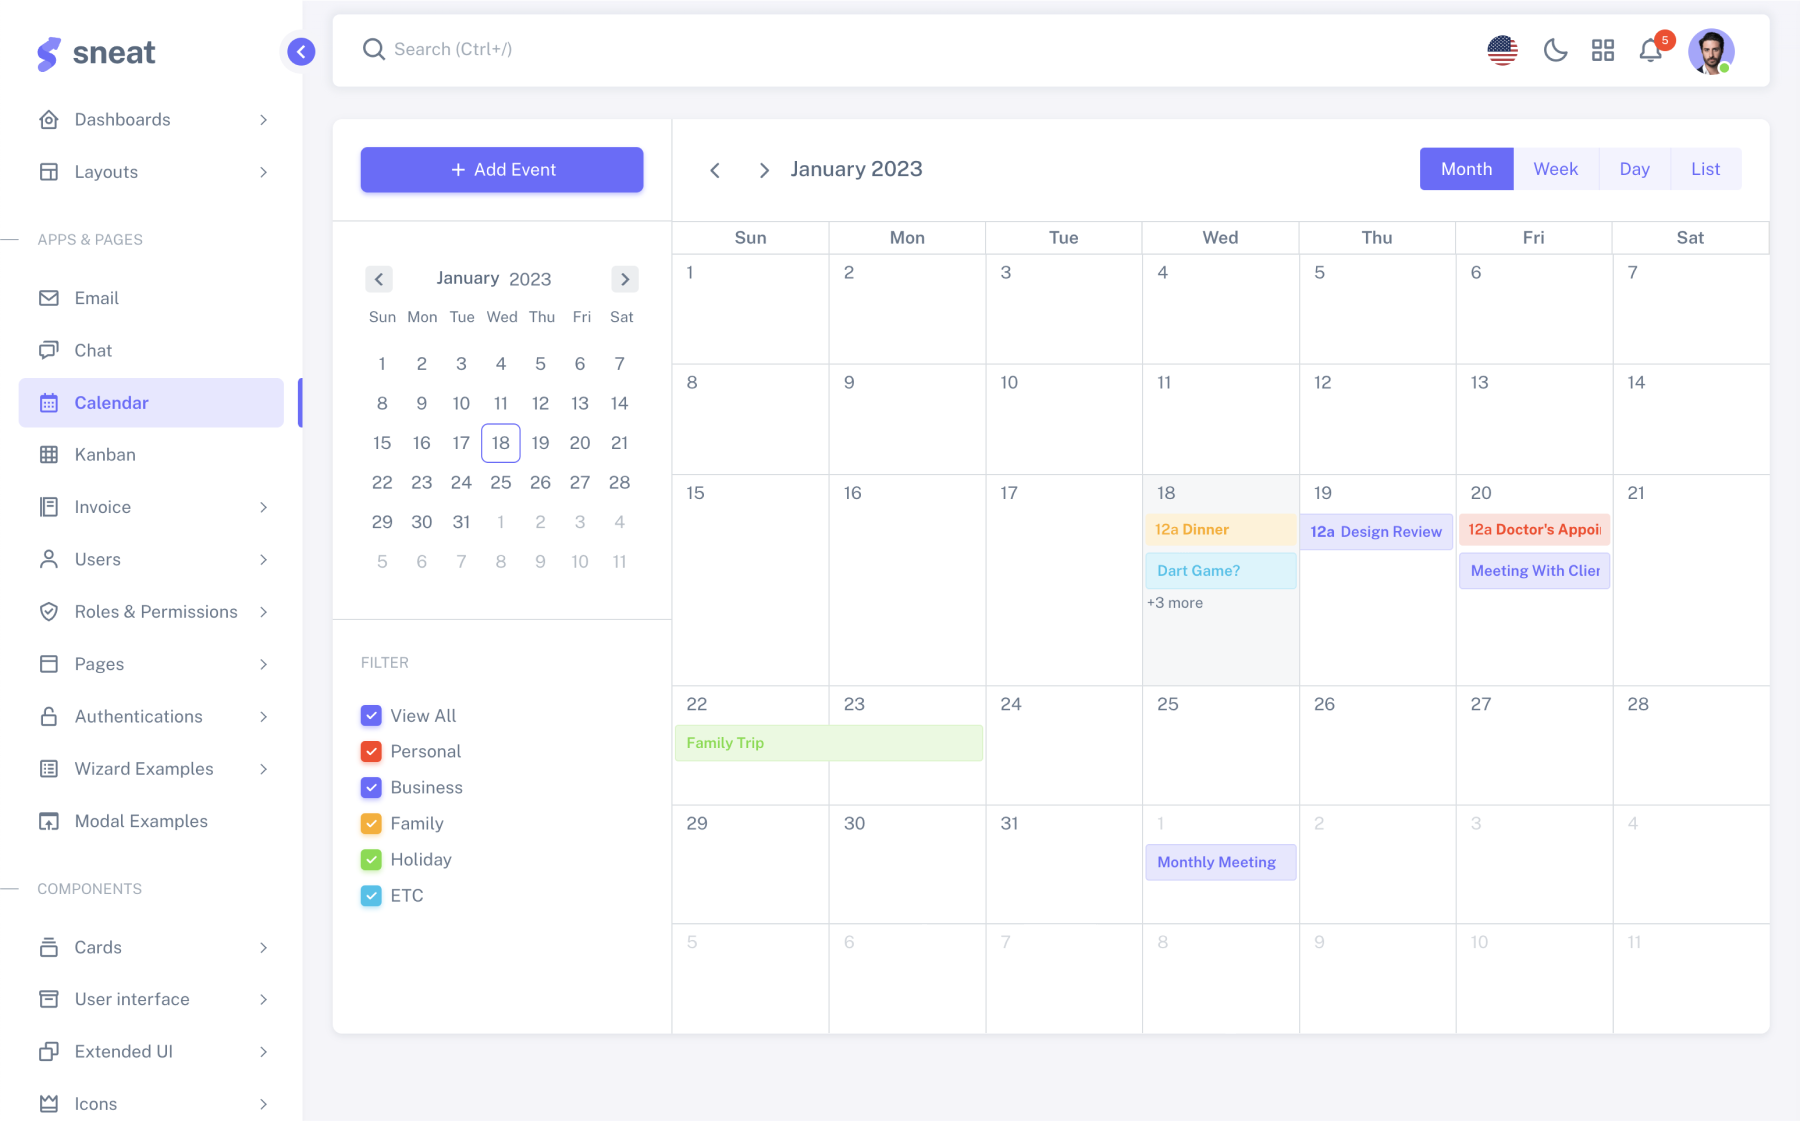 sneat
Dashboards
Layouts
APPS & PAGES
Email
Chat
Calendar
Kanban
Invoice
Users
Roles & Permissions
Pages
Authentications
Wizard Examples
Modal Examples
COMPONENTS
Cards
User interface
Extended UI
Icons
Search (Ctrl+/)
5
+ Add Event
January 2023
Sun Mon Tue Wed Thu Fri Sat
1 2 3 4 5 6 7
8 9 10 11 12 13 14
15 16 17 18 19 20 21
22 23 24 25 26 27 28
29 30 31 1 2 3 4
5 6 7 8 9 10 11
FILTER
View All
Personal
Business
Family
Holiday
ETC
January 2023
Month Week Day List
Sun Mon Tue Wed Thu Fri Sat
1 2 3 4 5 6 7
8 9 10 11 12 13 14
15 16 17 18 19 20 21
12a Dinner
12a Design Review
12a Doctor's Appoi
Dart Game?
Meeting With Clier
+3 more
22 23 24 25 26 27 28
Family Trip
29 30 31 1 2 3 4
Monthly Meeting
5 6 7 8 9 10 11